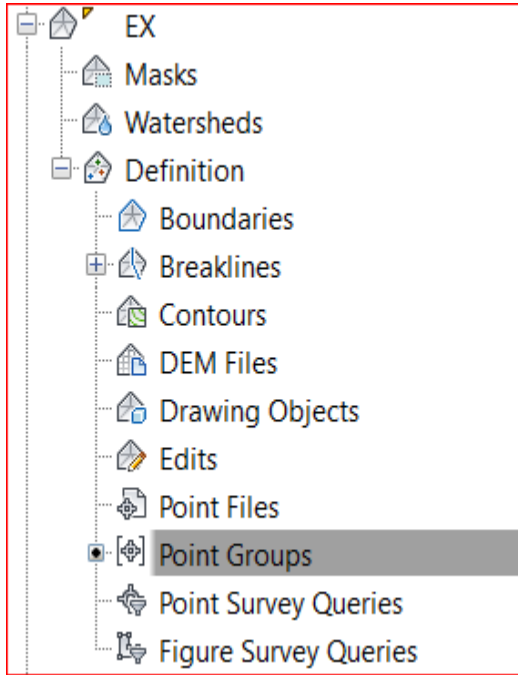 EX
Masks
Watersheds
Definition
Boundaries
Breaklines
Contours
DEM Files
Drawing Objects
Edits
Point Files
Point Groups
Point Survey Queries
Figure Survey Queries